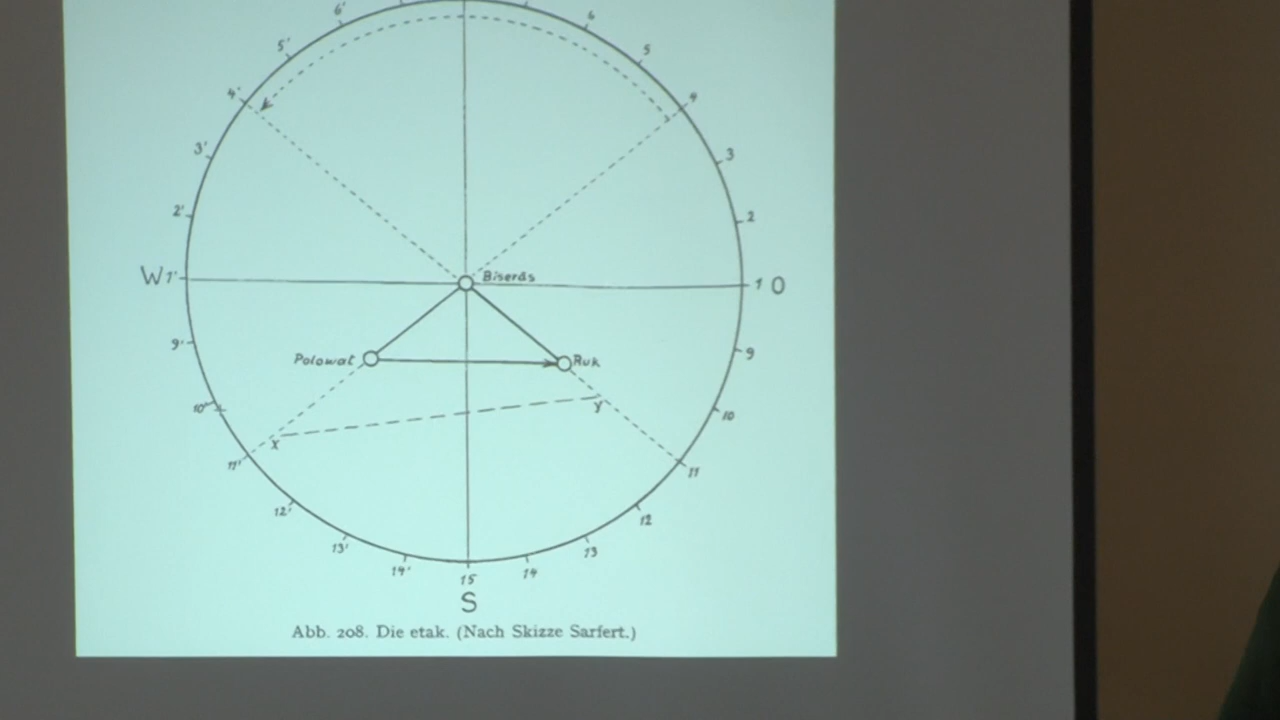 6'
6
5'
5
4'
4
3'
3
2'
2
W 1'
Biserás
1 O
9'
9
Polowat
Ruk
10'
10
y
x
11'
11
12'
12
13'
13
14'
14
15
S
Abb. 208. Die etak. (Nach Skizze Sarfert.)